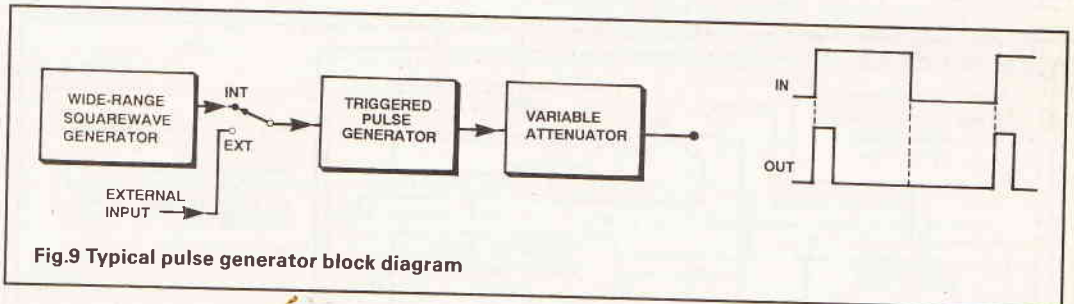 WIDE-RANGE
SQUAREWAVE
GENERATOR
INT
EXT
EXTERNAL
INPUT
TRIGGERED
PULSE
GENERATOR
VARIABLE
ATTENUATOR
IN
OUT
Fig.9 Typical pulse generator block diagram